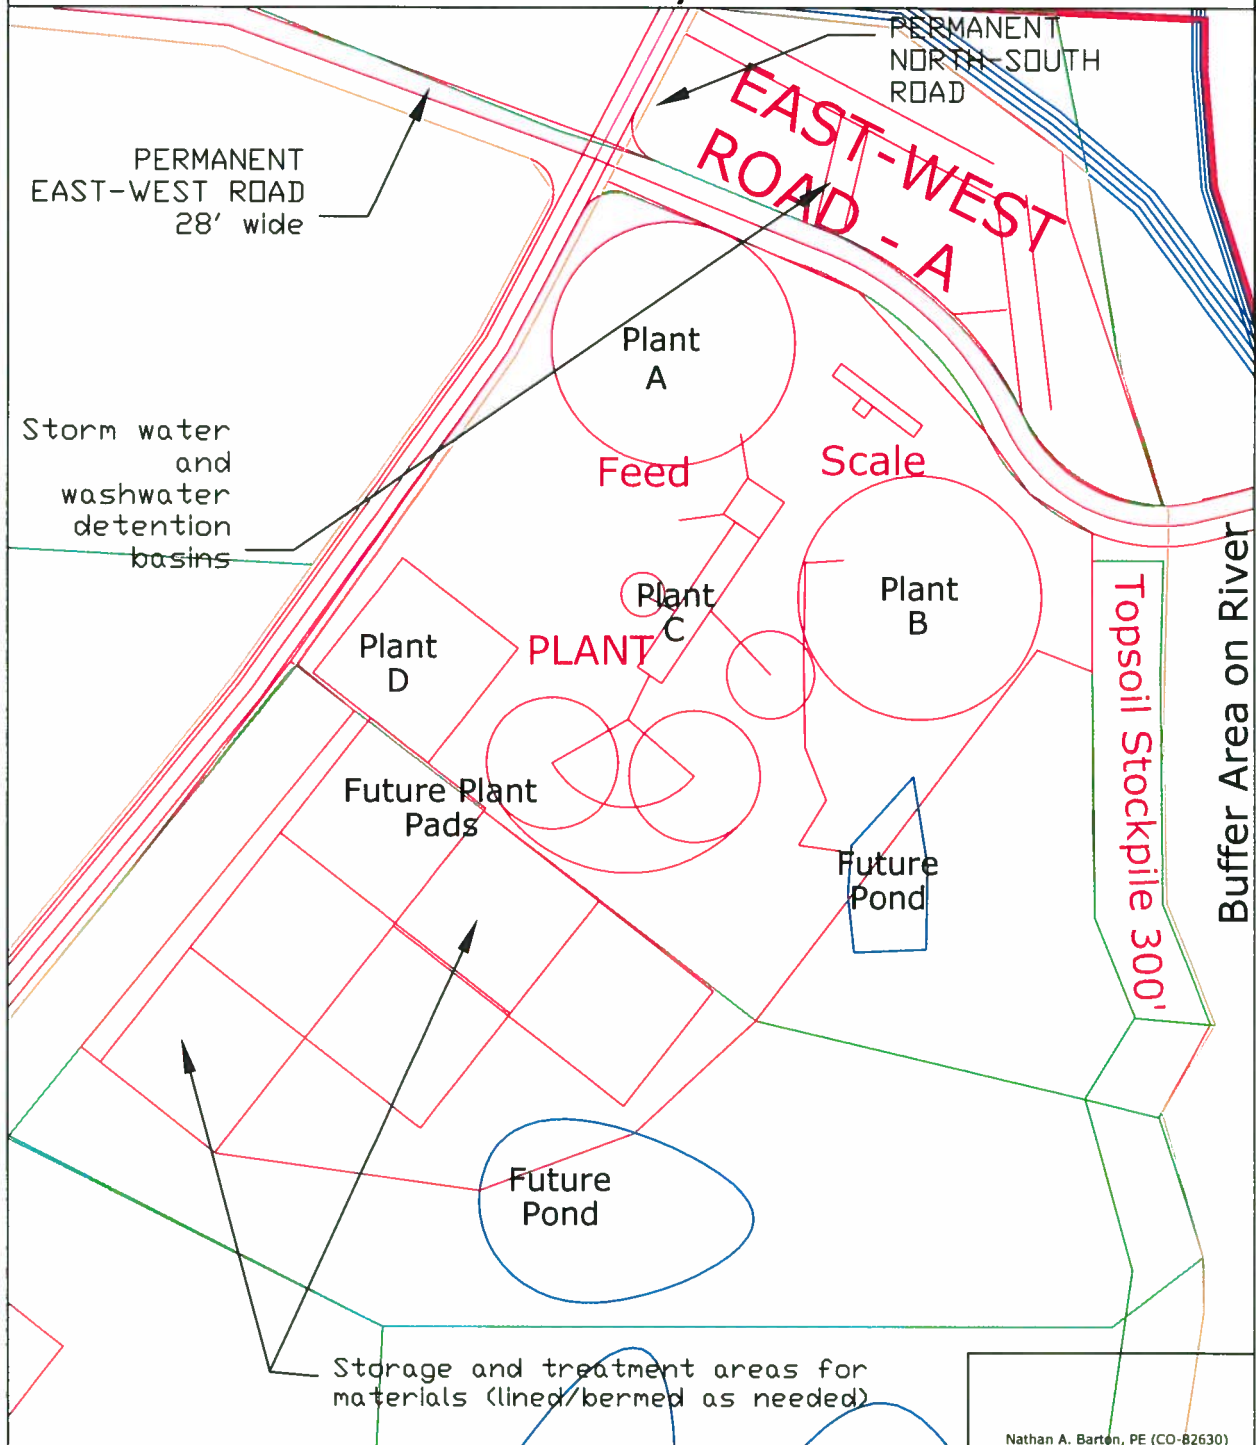 PERMANENT
NORTH-SOUTH
ROAD
EAST-WEST
ROAD - A
PERMANENT
EAST-WEST ROAD
28' wide
Plant
A
Storm water
and
washwater
detention
basins
Feed
Scale
Plant
B
Plant
C
PLANT
Plant
D
Topsoil Stockpile 300'
Buffer Area on River
Future Plant
Pads
Future
Pond
Future
Pond
Storage and treatment areas for
materials (lined/bermed as needed)
Nathan A. Barton, PE (CO-82630)